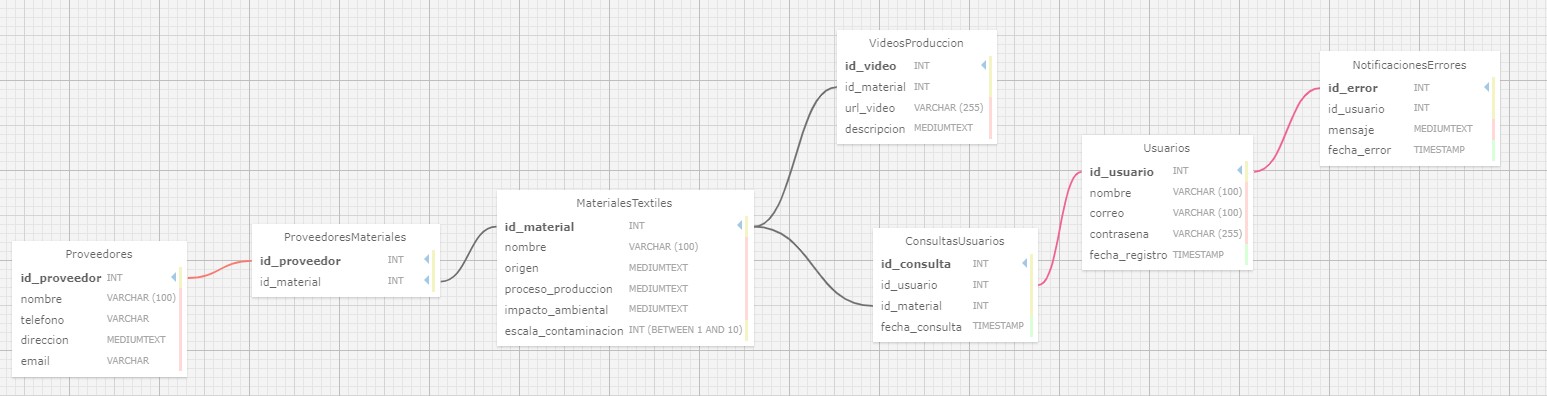 Proveedores
id_proveedor INT
nombre VARCHAR (100)
telefono VARCHAR
direccion MEDIUMTEXT
email VARCHAR
ProveedoresMateriales
id_proveedor INT
id_material INT
MaterialesTextiles
id_material INT
nombre VARCHAR (100)
origen MEDIUMTEXT
proceso_produccion MEDIUMTEXT
impacto_ambiental MEDIUMTEXT
escala_contaminacion INT (BETWEEN 1 AND 10)
VideosProduccion
id_video INT
id_material INT
url_video VARCHAR (255)
descripcion MEDIUMTEXT
ConsultasUsuarios
id_consulta INT
id_usuario INT
id_material INT
fecha_consulta TIMESTAMP
Usuarios
id_usuario INT
nombre VARCHAR (100)
correo VARCHAR (100)
contrasena VARCHAR (255)
fecha_registro TIMESTAMP
NotificacionesErrores
id_error INT
id_usuario INT
mensaje MEDIUMTEXT
fecha_error TIMESTAMP